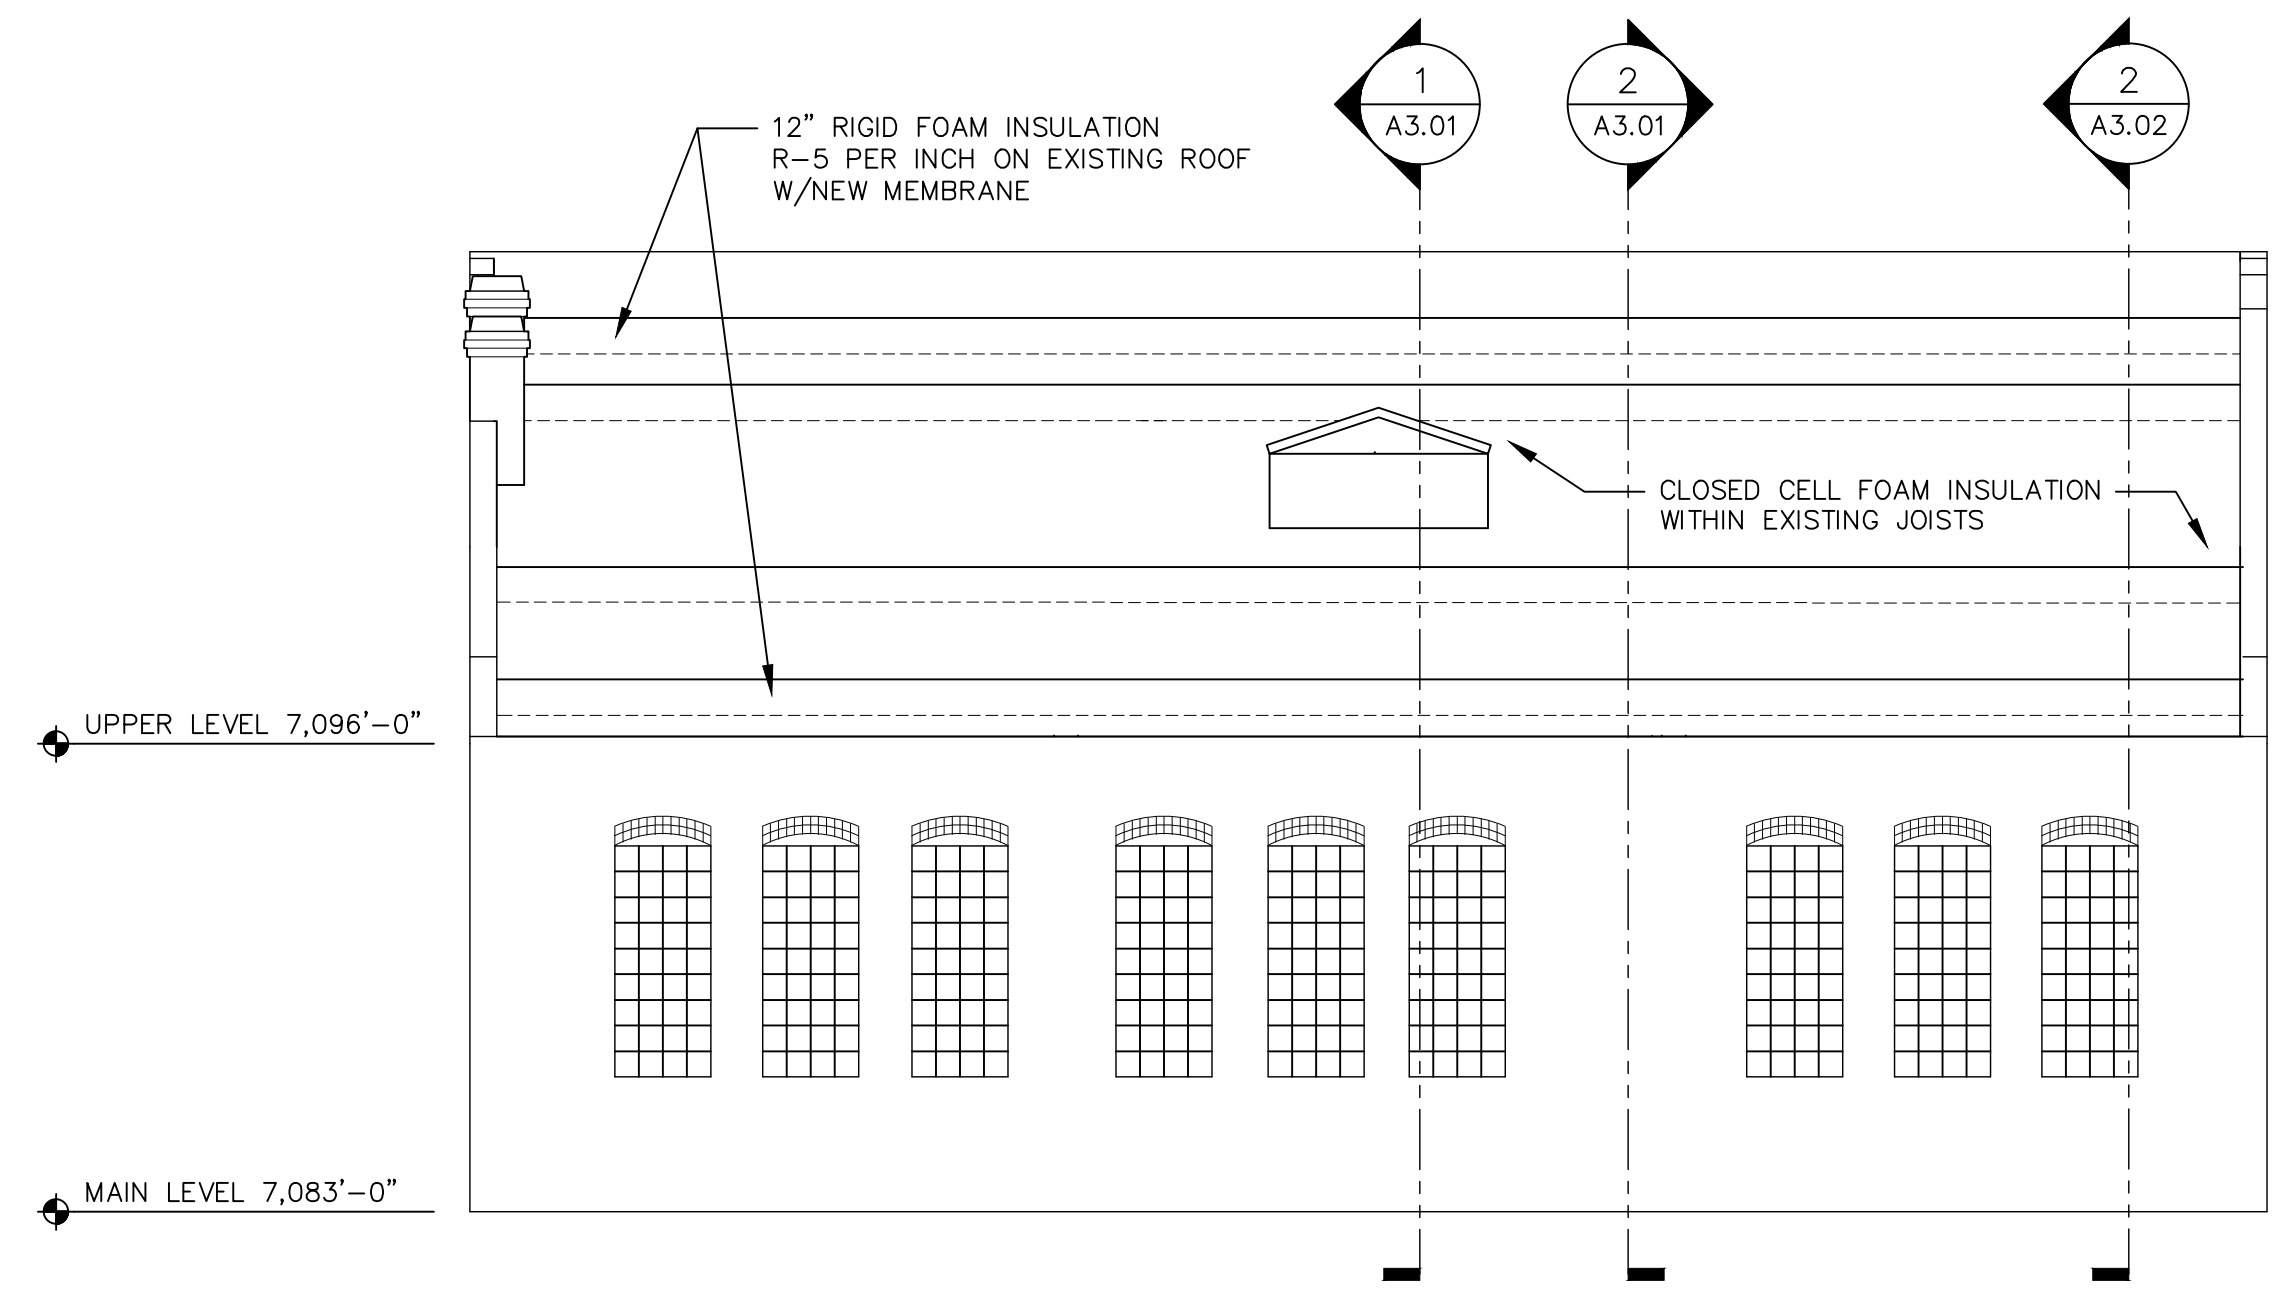 1
A3.01
2
A3.01
2
A3.02
12" RIGID FOAM INSULATION
R-5 PER INCH ON EXISTING ROOF
W/NEW MEMBRANE
CLOSED CELL FOAM INSULATION
WITHIN EXISTING JOISTS
UPPER LEVEL 7,096'-0"
MAIN LEVEL 7,083'-0"